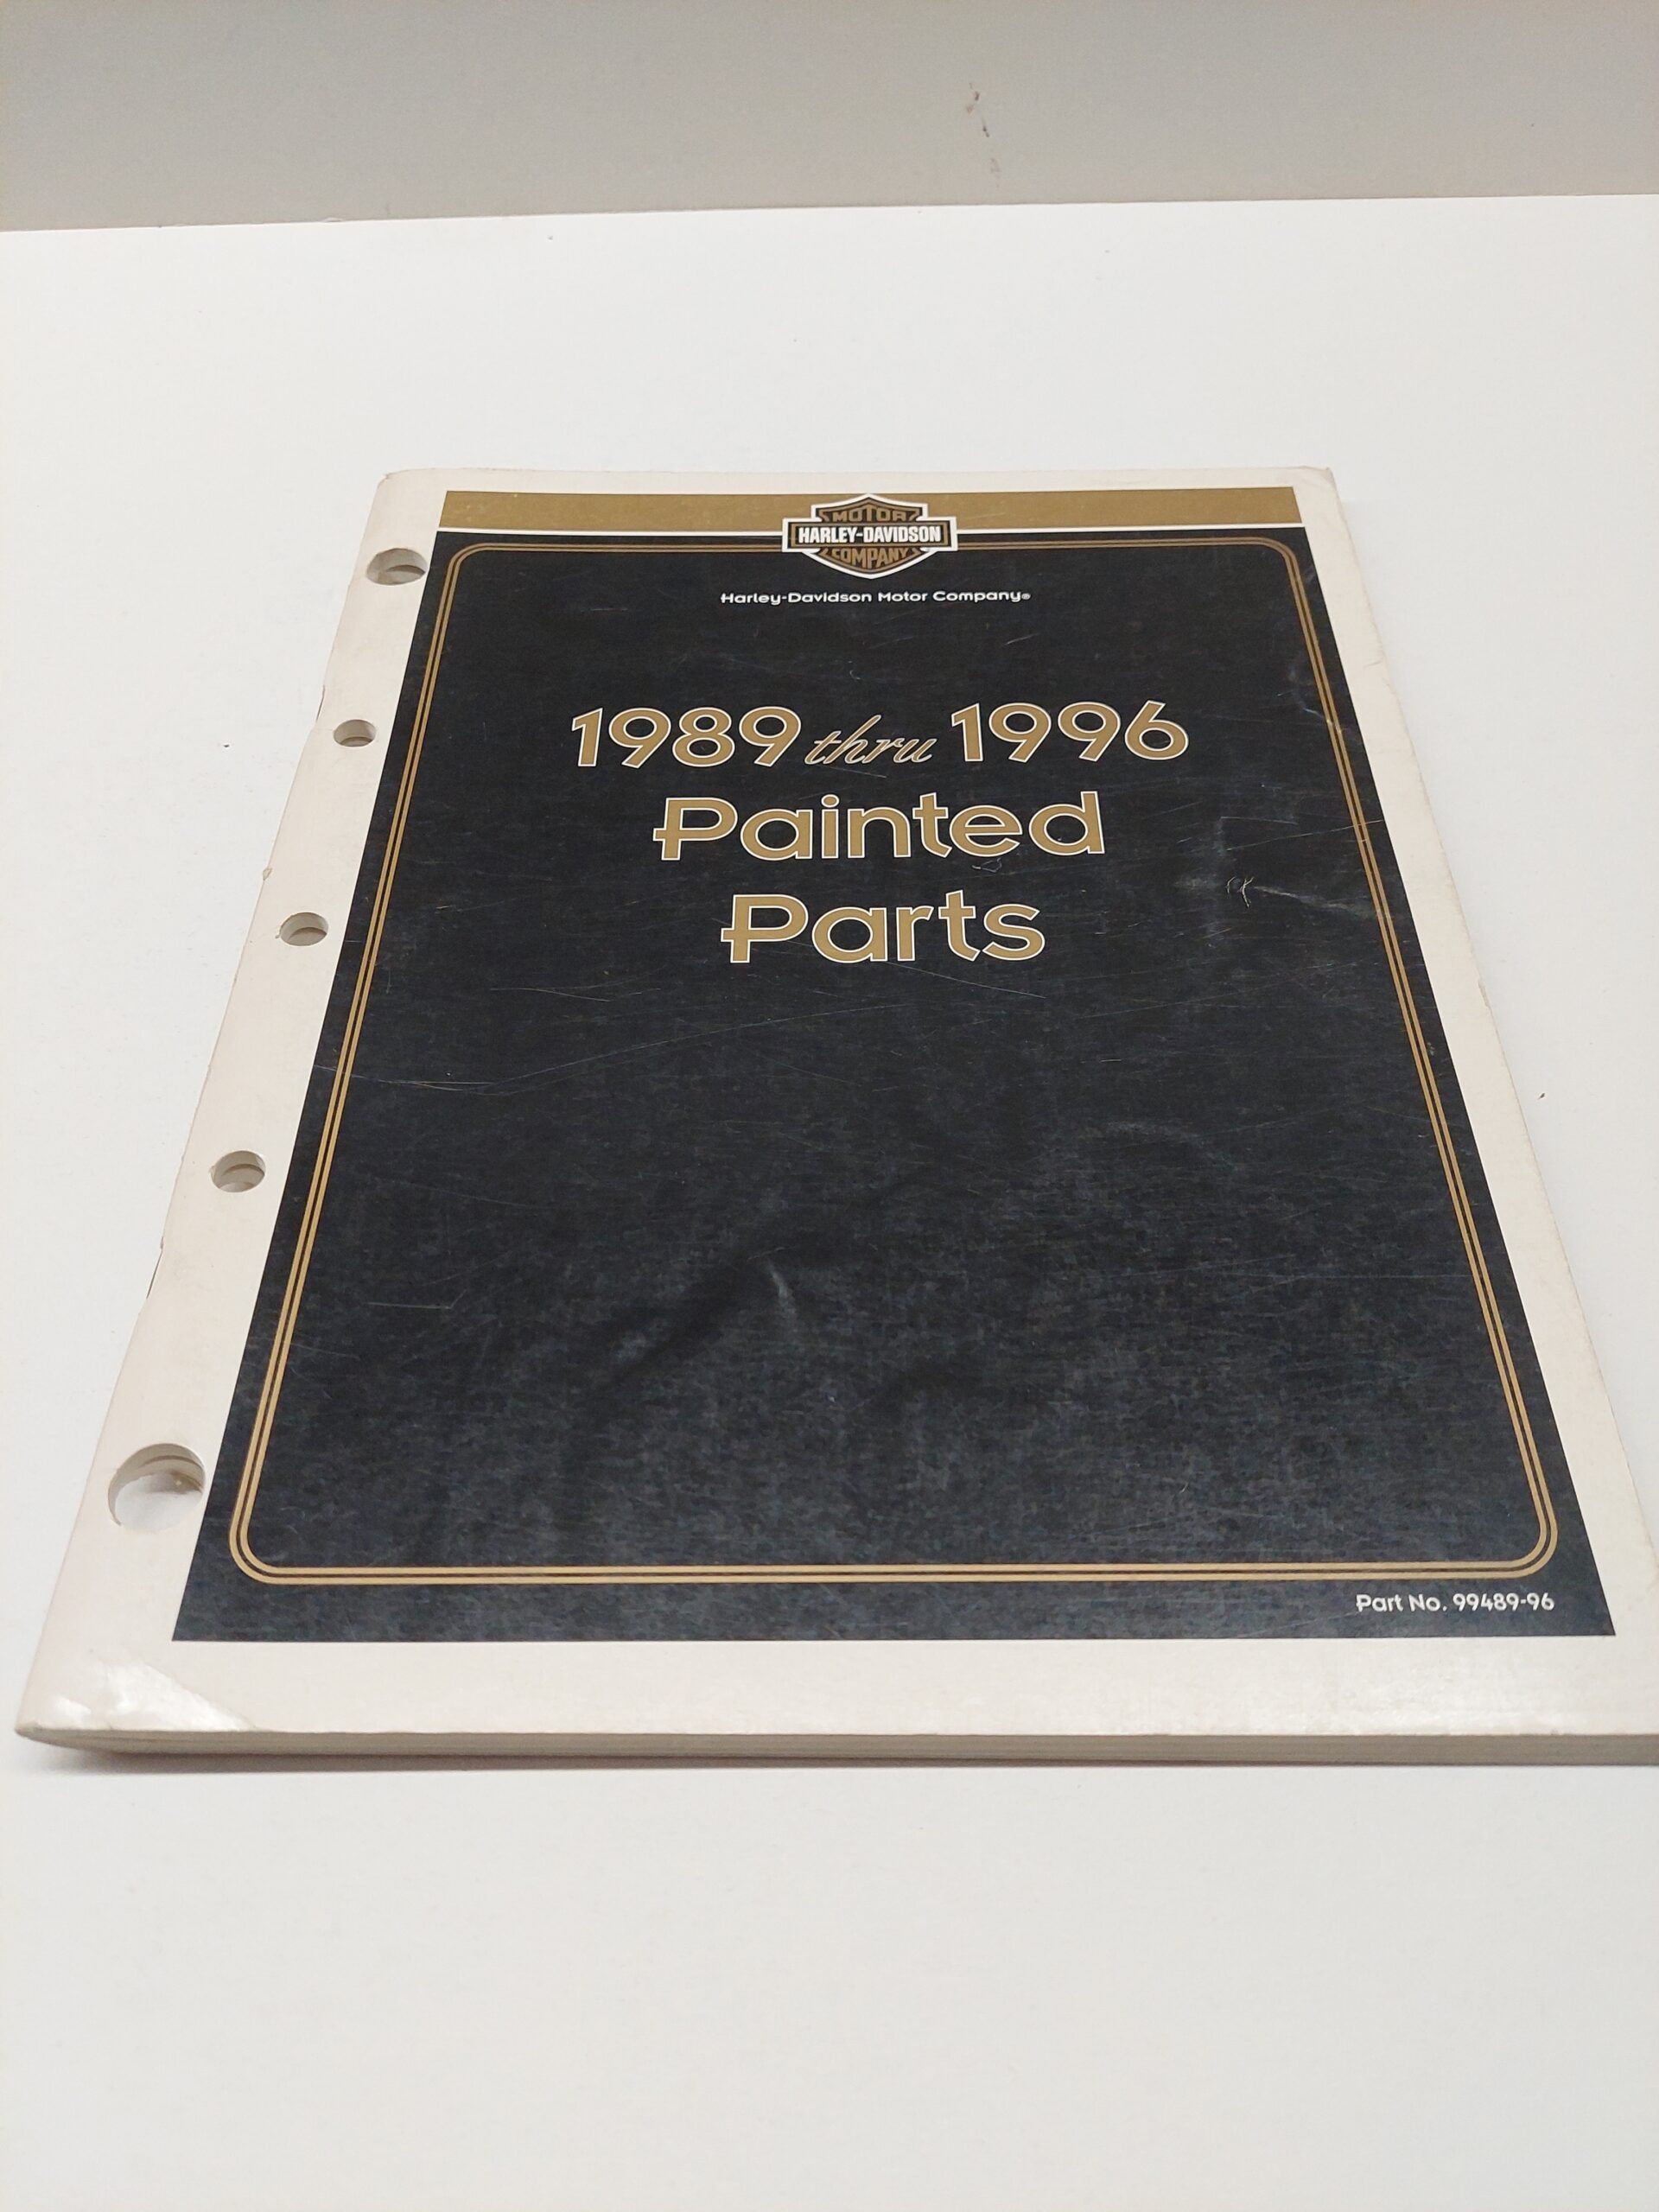 MOTOR
HARLEY-DAVIDSON
COMPANY
Harley-Davidson Motor Company®
1989 thru 1996
Painted
Parts
Part No. 99489-96